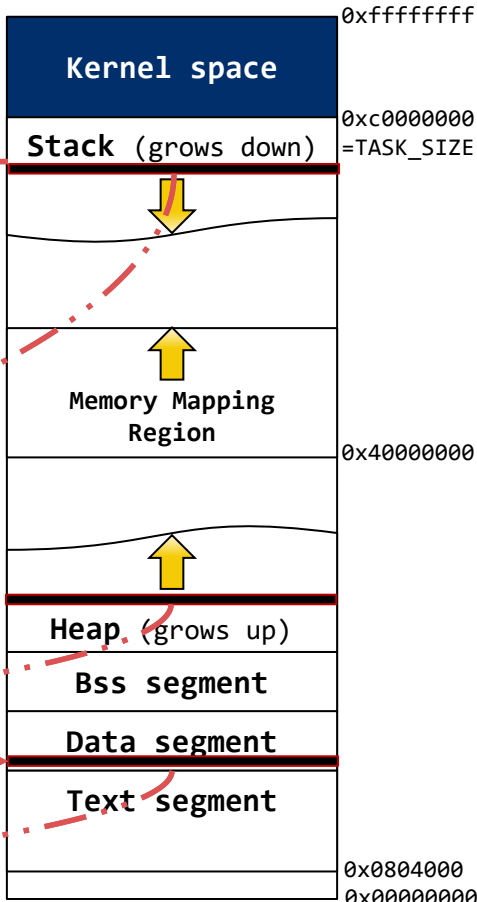 0xffffffff
Kernel space
0xc0000000
Stack (grows down)
=TASK_SIZE
Memory Mapping
Region
0x40000000
Heap (grows up)
Bss segment
Data segment
Text segment
0x0804000
0x00000000